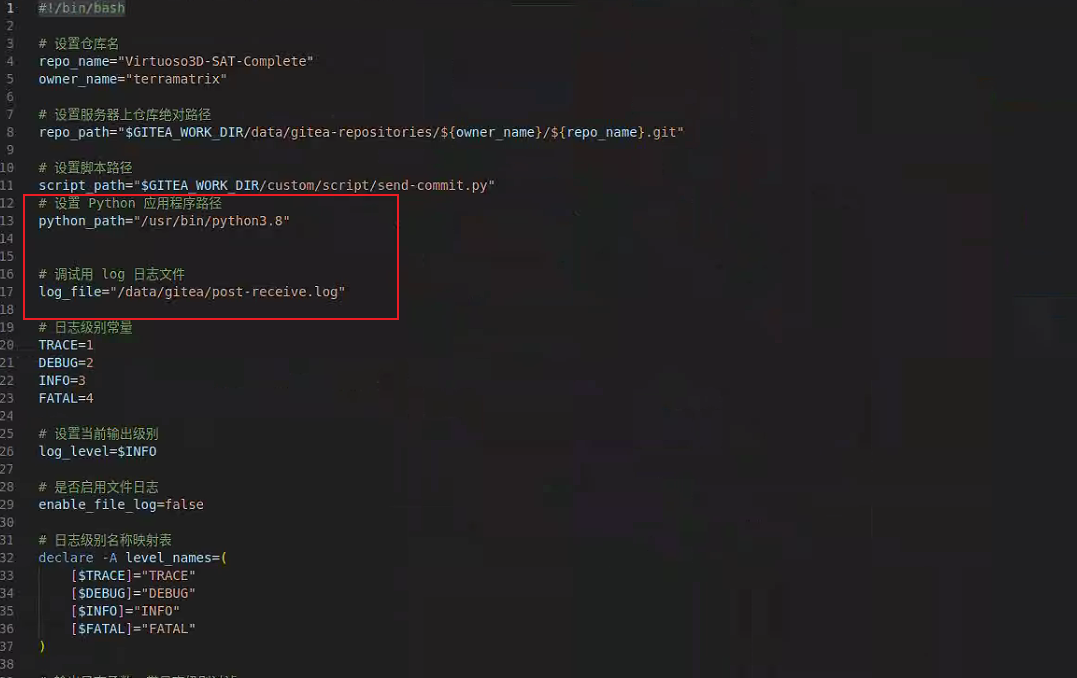 1 #!/bin/bash
2
3 # 设置仓库名
4 repo_name="Virtuoso3D-SAT-Complete"
5 owner_name="terramatrix"
6
7 # 设置服务器上仓库绝对路径
8 repo_path="$GITEA_WORK_DIR/data/gitea-repositories/${owner_name}/${repo_name}.git"
9
10 # 设置脚本路径
11 script_path="$GITEA_WORK_DIR/custom/script/send-commit.py"
12 # 设置 Python 应用程序路径
13 python_path="/usr/bin/python3.8"
14
15
16 # 调试用 log 日志文件
17 log_file="/data/gitea/post-receive.log"
18
19 # 日志级别常量
20 TRACE=1
21 DEBUG=2
22 INFO=3
23 FATAL=4
24
25 # 设置当前输出级别
26 log_level=$INFO
27
28 # 是否启用文件日志
29 enable_file_log=false
30
31 # 日志级别名称映射表
32 declare -A level_names=(
33 [$TRACE]="TRACE"
34 [$DEBUG]="DEBUG"
35 [$INFO]="INFO"
36 [$FATAL]="FATAL"
37 )
38